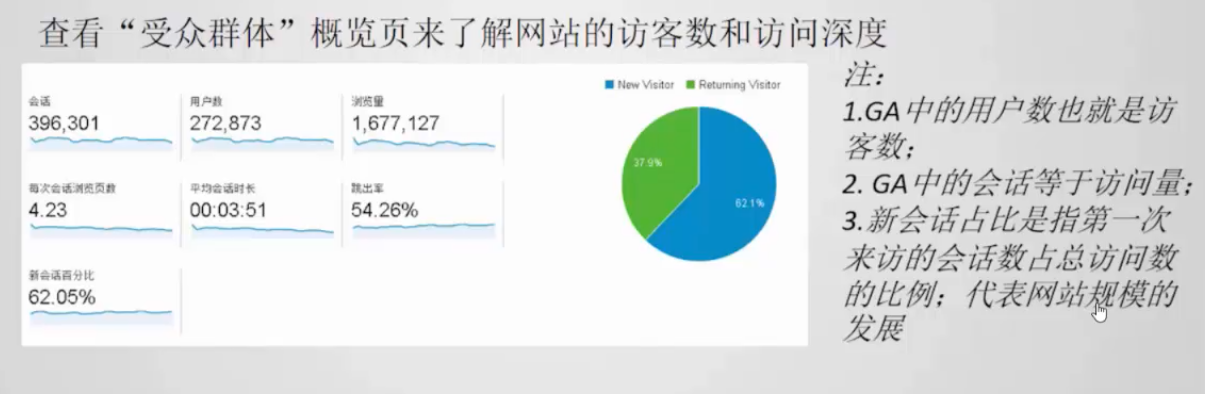 查看“受众群体”概览页来了解网站的访客数和访问深度
会话
396,301
用户数
272,873
浏览量
1,677,127
每次会话浏览页数
4.23
平均会话时长
00:03:51
跳出率
54.26%
新会话百分比
62.05%
New Visitor
Returning Visitor
37.9%
62.1%
注：
1.GA中的用户数也就是访
客数；
2. GA中的会话等于访问量；
3.新会话占比是指第一次
来访的会话数占总访问数
的比例；代表网站规模的
发展